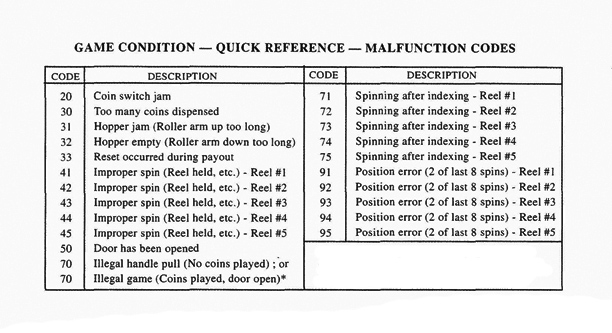 GAME CONDITION — QUICK REFERENCE — MALFUNCTION CODES
CODE DESCRIPTION CODE DESCRIPTION
20 Coin switch jam 71 Spinning after indexing - Reel #1
30 Too many coins dispensed 72 Spinning after indexing - Reel #2
31 Hopper jam (Roller arm up too long) 73 Spinning after indexing - Reel #3
32 Hopper empty (Roller arm down too long) 74 Spinning after indexing - Reel #4
33 Reset occurred during payout 75 Spinning after indexing - Reel #5
41 Improper spin (Reel held, etc.) - Reel #1 91 Position error (2 of last 8 spins) - Reel #1
42 Improper spin (Reel held, etc.) - Reel #2 92 Position error (2 of last 8 spins) - Reel #2
43 Improper spin (Reel held, etc.) - Reel #3 93 Position error (2 of last 8 spins) - Reel #3
44 Improper spin (Reel held, etc.) - Reel #4 94 Position error (2 of last 8 spins) - Reel #4
45 Improper spin (Reel held, etc.) - Reel #5 95 Position error (2 of last 8 spins) - Reel #5
50 Door has been opened
70 Illegal handle pull (No coins played) ; or
70 Illegal game (Coins played, door open)*